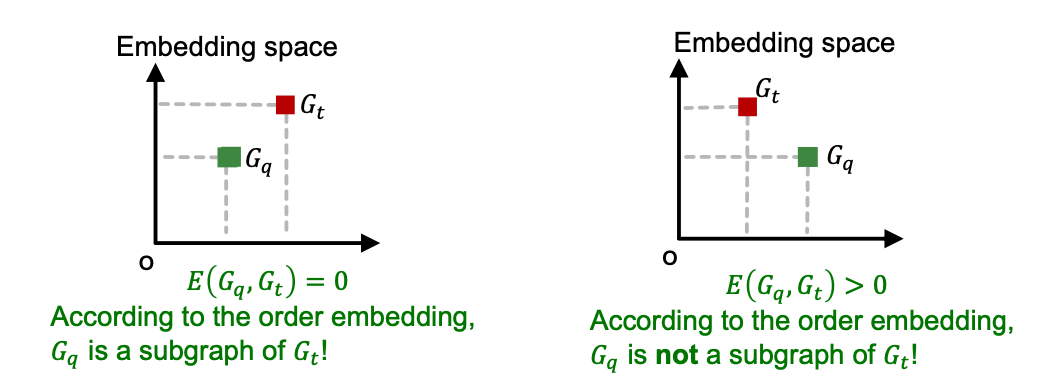 Embedding space
G_t
G_q
O
E(G_q, G_t) = 0
According to the order embedding,
G_q is a subgraph of G_t!
Embedding space
G_t
G_q
O
E(G_q, G_t) > 0
According to the order embedding,
G_q is not a subgraph of G_t!